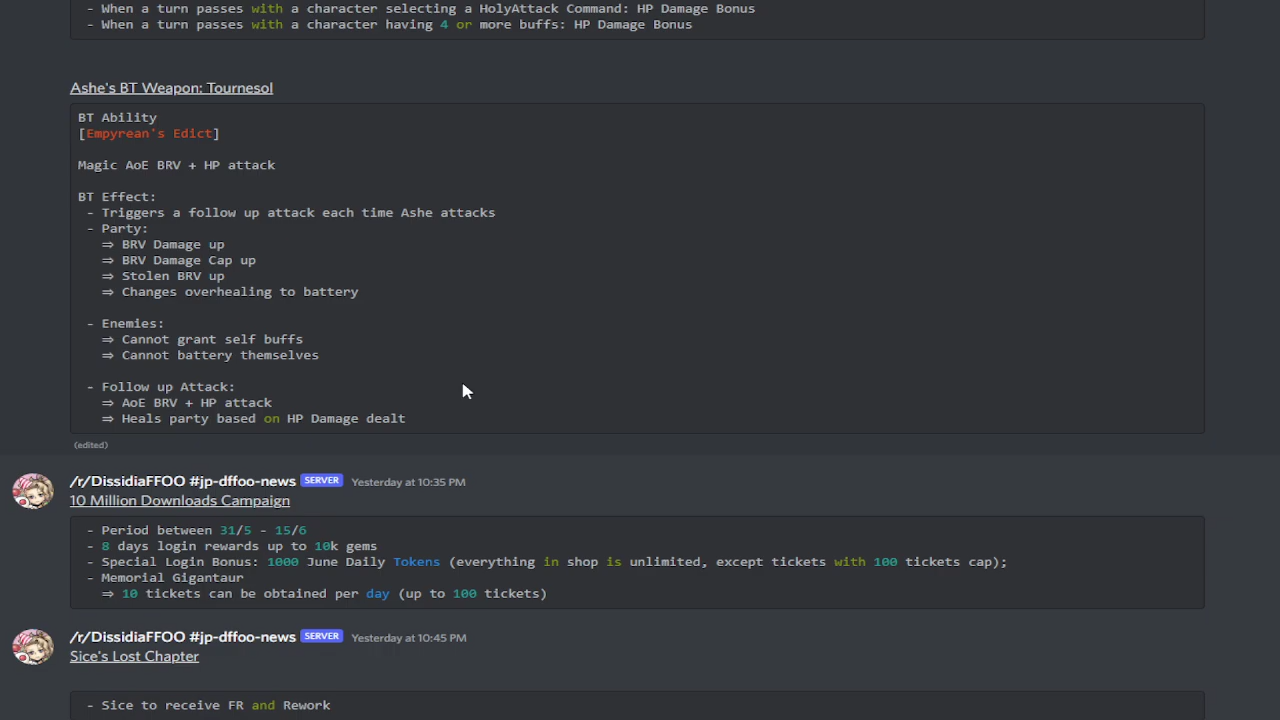 - When a turn passes with a character selecting a HolyAttack Command: HP Damage Bonus
- When a turn passes with a character having 4 or more buffs: HP Damage Bonus
Ashe's BT Weapon: Tournesol
BT Ability
[Empyrean's Edict]
Magic AoE BRV + HP attack
BT Effect:
- Triggers a follow up attack each time Ashe attacks
- Party:
⇒ BRV Damage up
⇒ BRV Damage Cap up
⇒ Stolen BRV up
⇒ Changes overhealing to battery
- Enemies:
⇒ Cannot grant self buffs
⇒ Cannot battery themselves
- Follow up Attack:
⇒ AoE BRV + HP attack
⇒ Heals party based on HP Damage dealt
(edited)
/r/DissidiaFFOO #jp-dffoo-news SERVER Yesterday at 10:35 PM
10 Million Downloads Campaign
- Period between 31/5 - 15/6
- 8 days login rewards up to 10k gems
- Special Login Bonus: 1000 June Daily Tokens (everything in shop is unlimited, except tickets with 100 tickets cap);
- Memorial Gigantaur
⇒ 10 tickets can be obtained per day (up to 100 tickets)
/r/DissidiaFFOO #jp-dffoo-news SERVER Yesterday at 10:45 PM
Sice's Lost Chapter
- Sice to receive FR and Rework